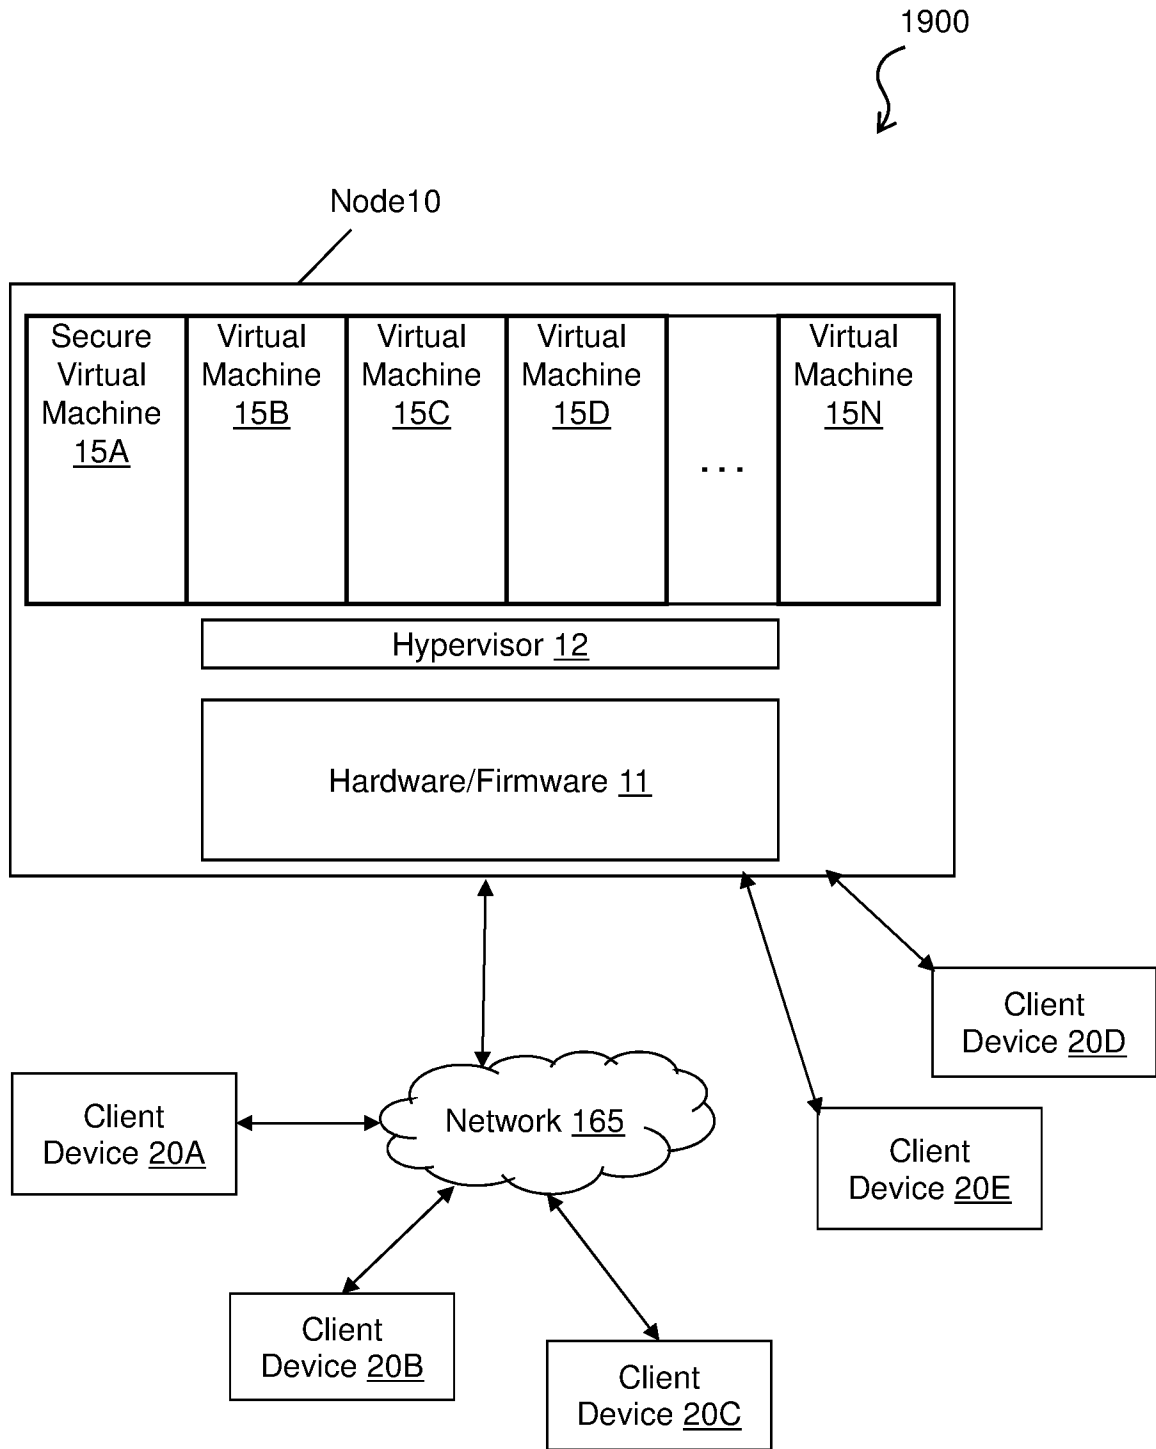 1900
Node10
Secure
Virtual
Machine
15A
Virtual
Machine
15B
Virtual
Machine
15C
Virtual
Machine
15D
...
Virtual
Machine
15N
Hypervisor 12
Hardware/Firmware 11
Client
Device 20D
Client
Device 20A
Network 165
Client
Device 20E
Client
Device 20B
Client
Device 20C